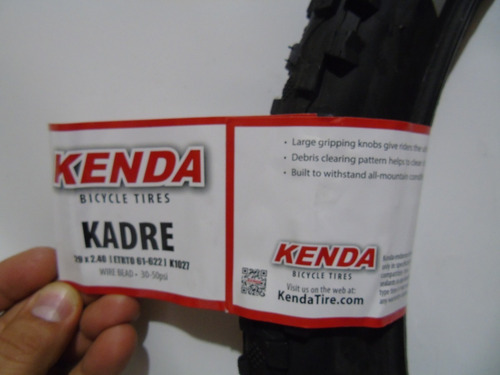 KENDA
BICYCLE TIRES
KADRE
29 x 2.40 | ETRTO 61-622 | K1027
WIRE BEAD • 30-50psi
• Large gripping knobs give rides the
• Debris clearing pattern helps to clear
• Built to withstand all-mountain
KENDA
BICYCLE TIRES
Visit us on the web at:
KendaTire.com